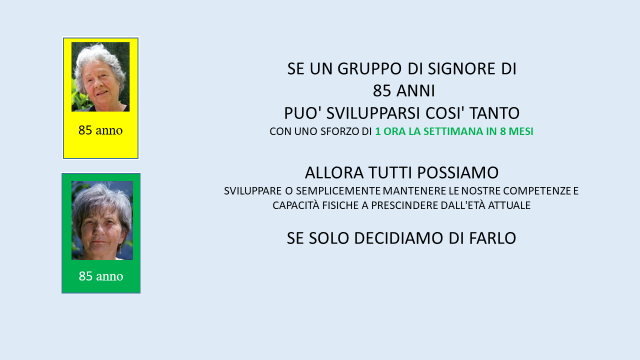 85 anno
85 anno
SE UN GRUPPO DI SIGNORE DI
85 ANNI
PUO' SVILUPPARSI COSI' TANTO
CON UNO SFORZO DI 1 ORA LA SETTIMANA IN 8 MESI
ALLORA TUTTI POSSIAMO
SVILUPPARE O SEMPLICEMENTE MANTENERE LE NOSTRE COMPETENZE E
CAPACITÀ FISICHE A PRESCINDERE DALL'ETÀ ATTUALE
SE SOLO DECIDIAMO DI FARLO